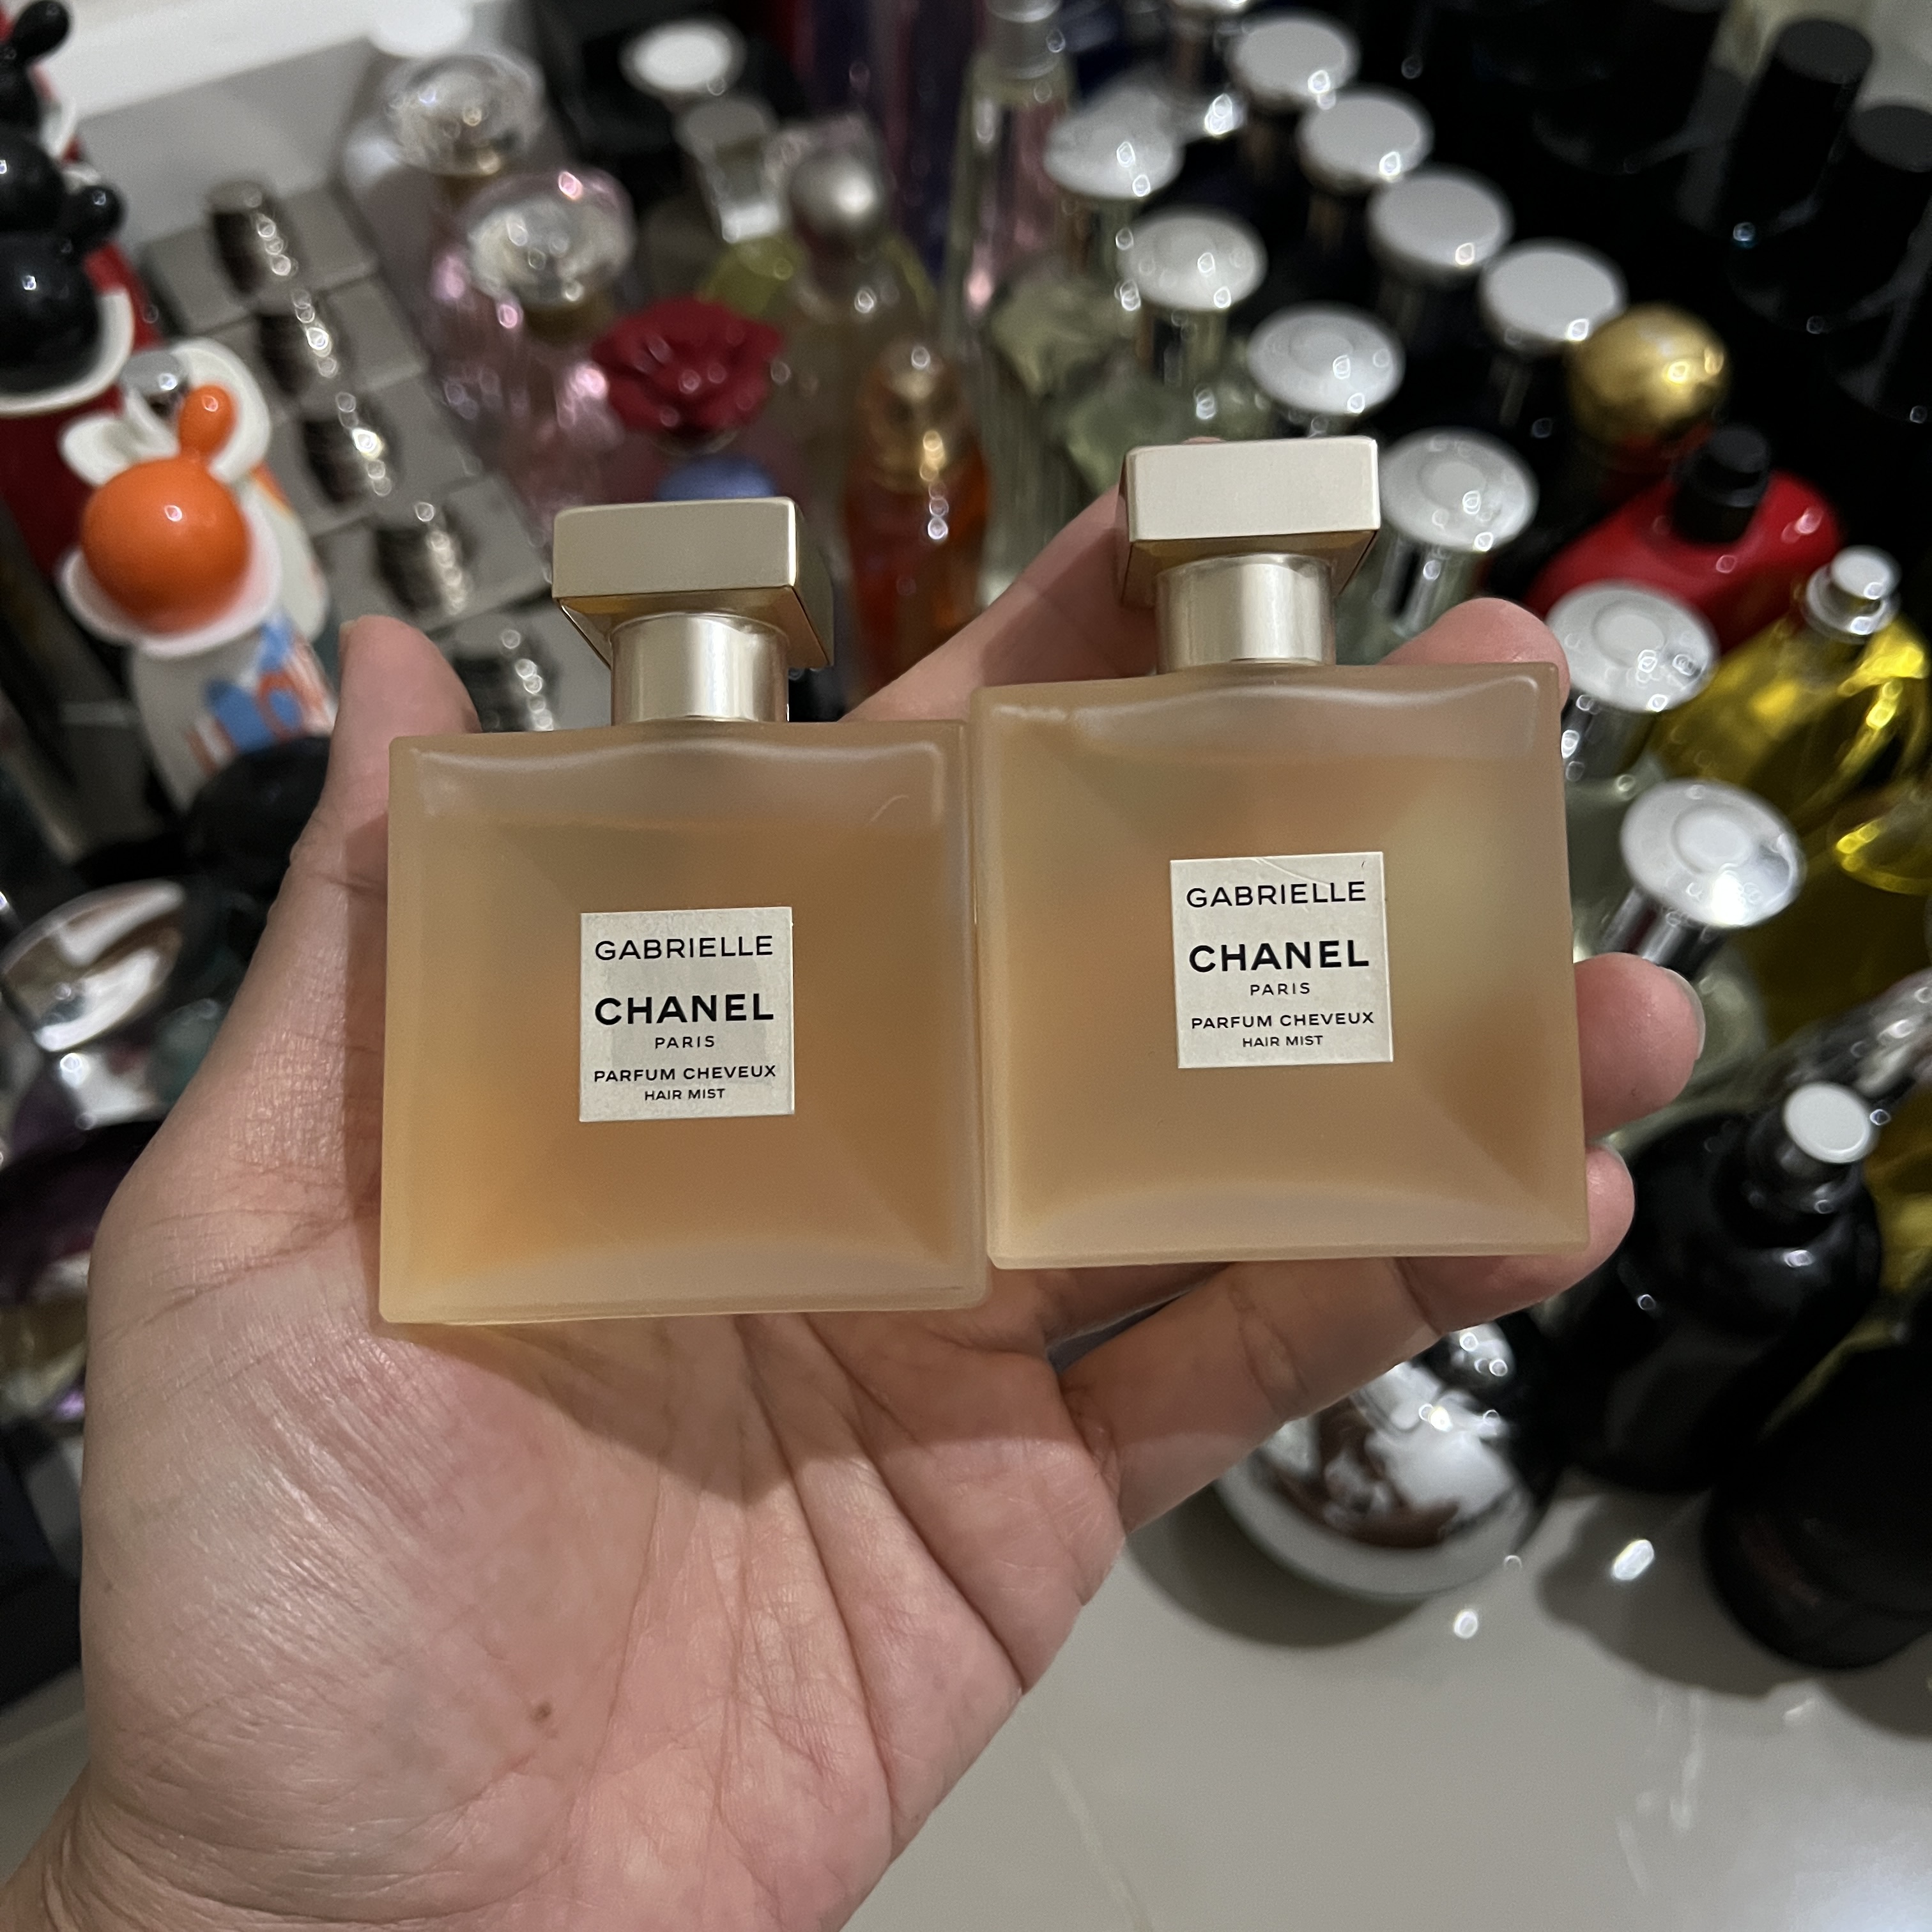 GABRIELLE
CHANEL
PARIS
PARFUM CHEVEUX
HAIR MIST
GABRIELLE
CHANEL
PARIS
PARFUM CHEVEUX
HAIR MIST